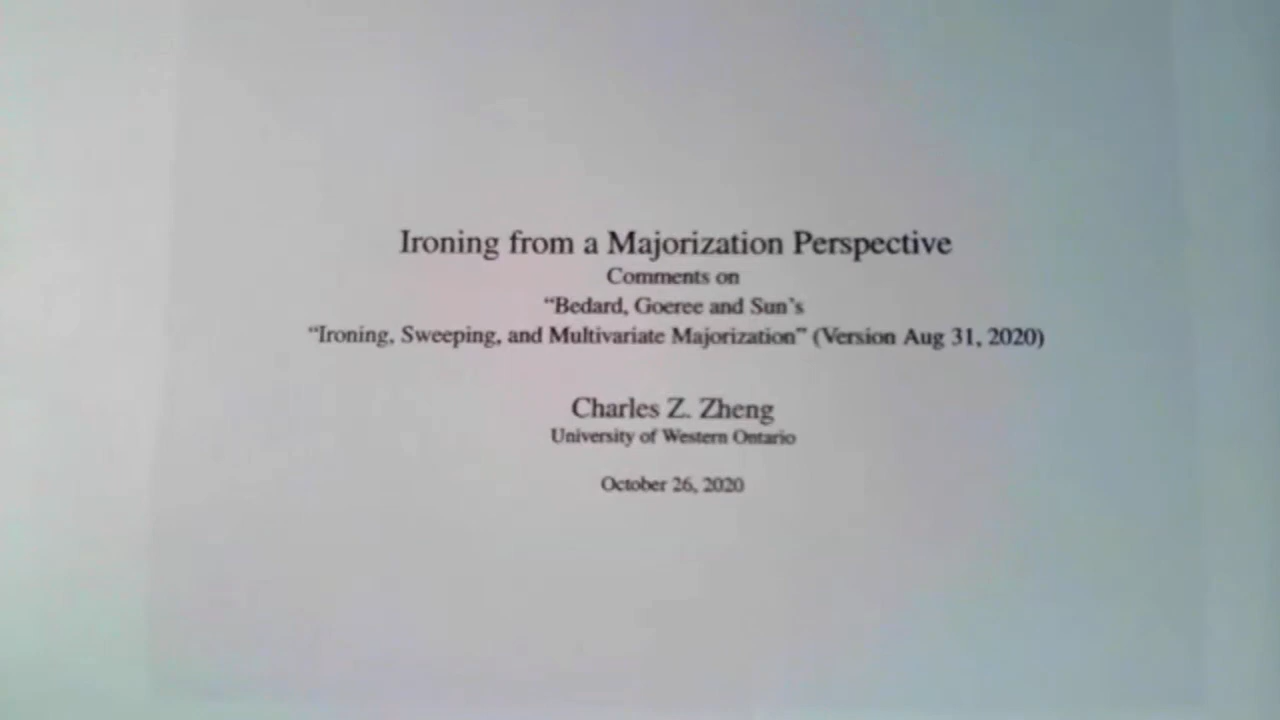 Ironing from a Majorization Perspective
Comments on
“Bedard, Goeree and Sun’s
“Ironing, Sweeping, and Multivariate Majorization” (Version Aug 31, 2020)
Charles Z. Zheng
University of Western Ontario
October 26, 2020